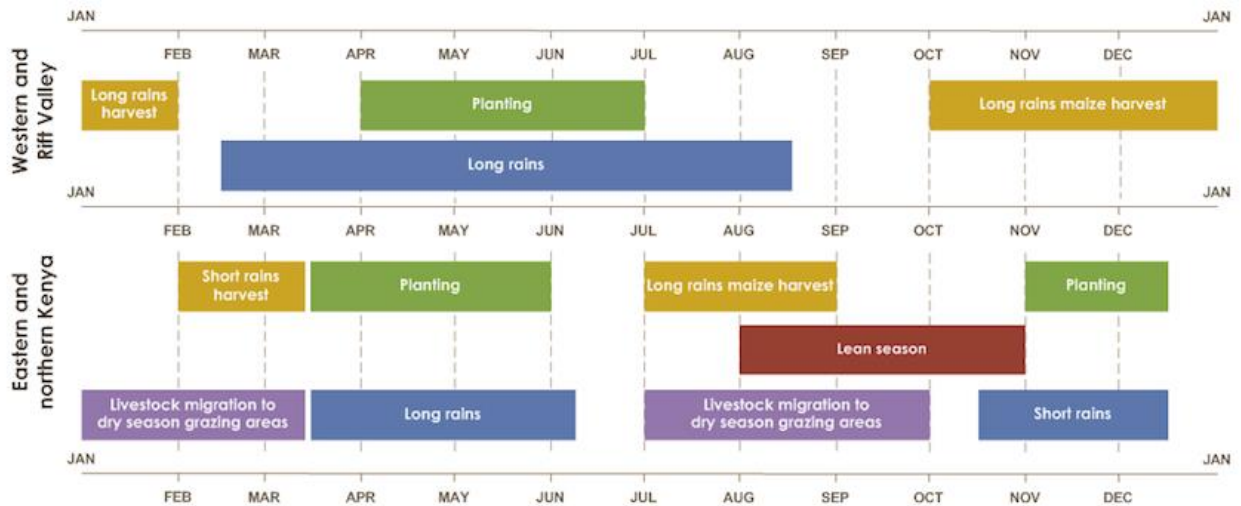 JAN JAN
FEB MAR APR MAY JUN JUL AUG SEP OCT NOV DEC
Western and
Rift Valley
Long rains
harvest
Planting
Long rains maize harvest
Long rains
JAN JAN
FEB MAR APR MAY JUN JUL AUG SEP OCT NOV DEC
Eastern and
northern Kenya
Short rains
harvest
Planting
Long rains maize harvest
Planting
Lean season
Livestock migration to
dry season grazing areas
Long rains
Livestock migration to
dry season grazing areas
Short rains
JAN JAN
FEB MAR APR MAY JUN JUL AUG SEP OCT NOV DEC